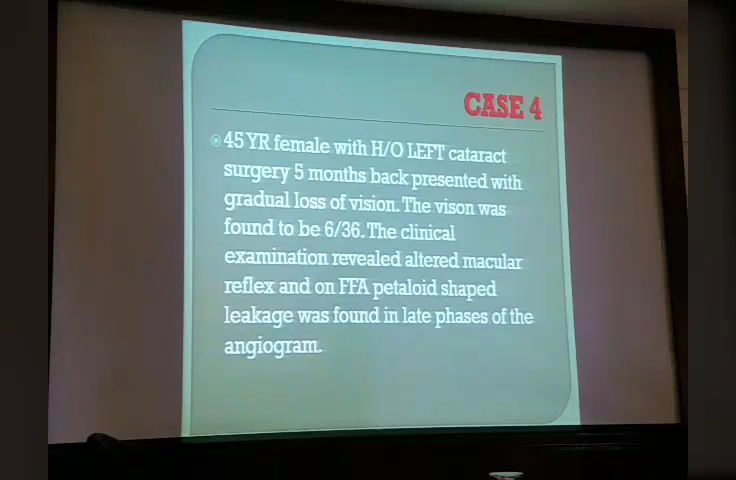 CASE 4
45 YR female with H/O LEFT cataract
surgery 5 months back presented with
gradual loss of vision. The vison was
found to be 6/36. The clinical
examination revealed altered macular
reflex and on FFA petaloid shaped
leakage was found in late phases of the
angiogram.